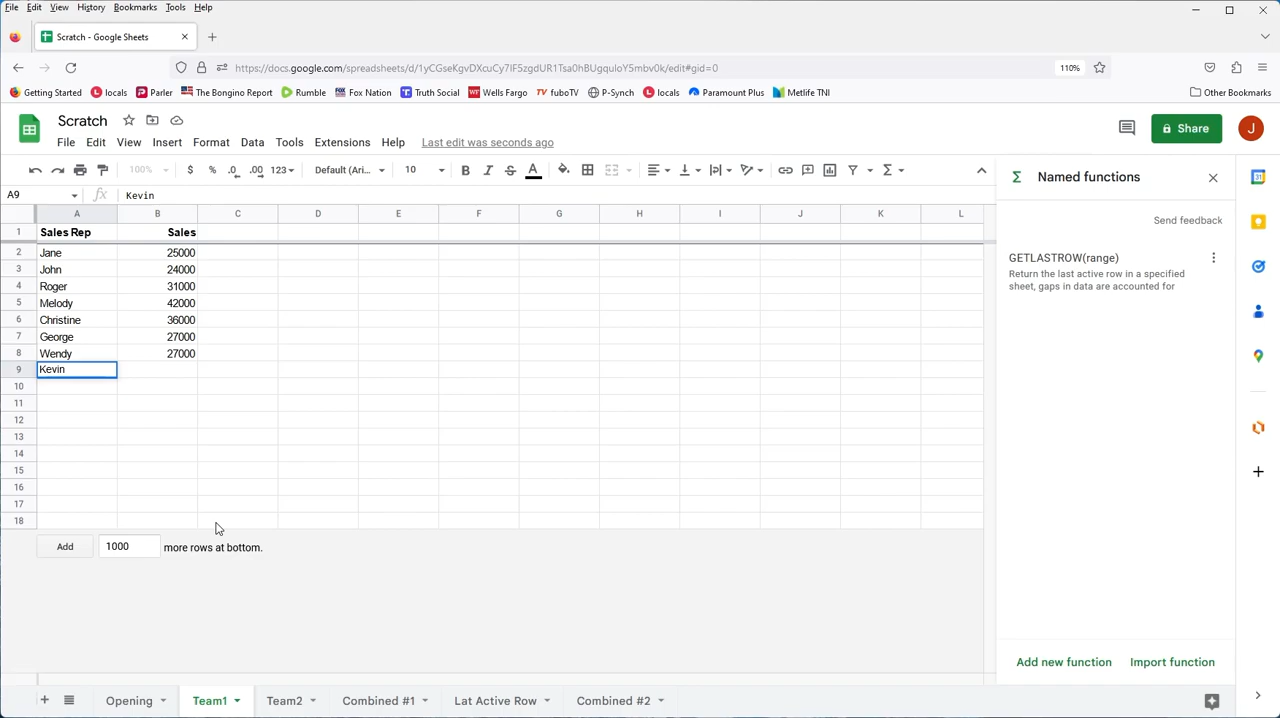 File Edit View History Bookmarks Tools Help
Scratch - Google Sheets
https://docs.google.com/spreadsheets/d/1yCGseKgvDXcuCy7IF5zgdUR1Tsa0hBUgquloY5mbv0k/edit#gid=0 110%
Getting Started locals Parler The Bongino Report Rumble Fox Nation Truth Social Wells Fargo fuboTV P-Synch locals Paramount Plus Metlife TNI Other Bookmarks
Scratch
Share J
File Edit View Insert Format Data Tools Extensions Help Last edit was seconds ago
100% $ % .0 .00 123 Default (Ari... 10 B I S A Σ
Σ Named functions
A9 fx Kevin
A B C D E F G H I J K L
Send feedback
1 Sales Rep Sales
2 Jane 25000
3 John 24000
4 Roger 31000
5 Melody 42000
6 Christine 36000
7 George 27000
8 Wendy 27000
9 Kevin
10
11
12
13
14
15
16
17
18
GETLASTROW(range)
Return the last active row in a specified
sheet, gaps in data are accounted for
Add 1000 more rows at bottom.
Add new function Import function
Opening Team1 Team2 Combined #1 Lat Active Row Combined #2